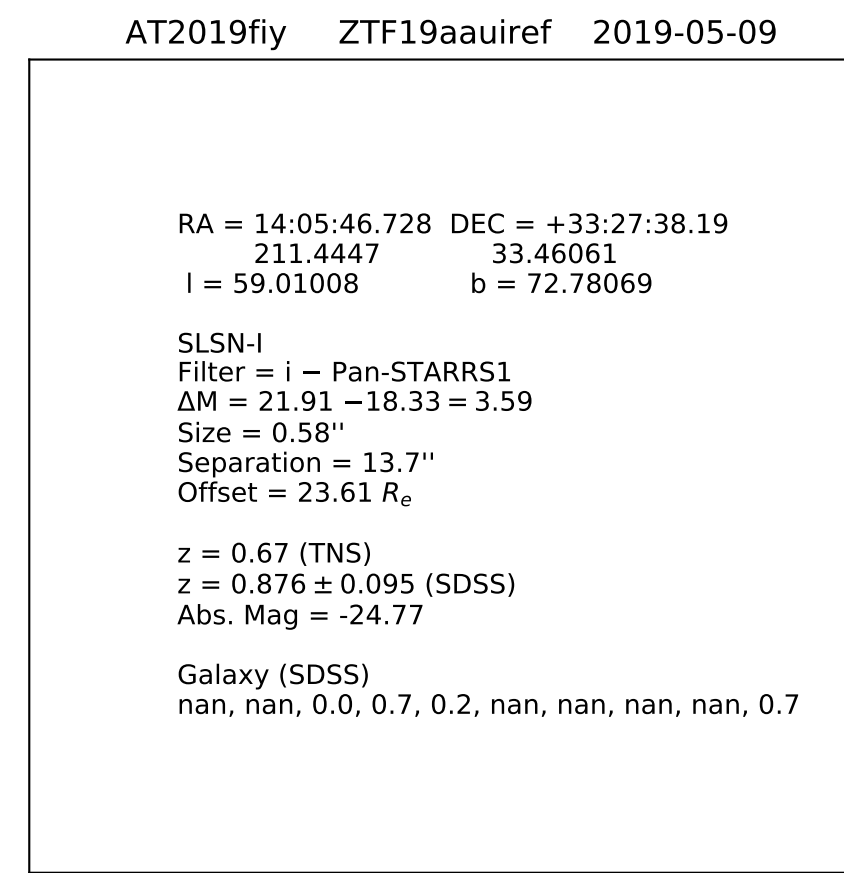 AT2019fiy ZTF19aauiref 2019-05-09
RA = 14:05:46.728 DEC = +33:27:38.19
211.4447 33.46061
l = 59.01008 b = 72.78069
SLSN-I
Filter = i − Pan-STARRS1
ΔM = 21.91 −18.33 = 3.59
Size = 0.58''
Separation = 13.7''
Offset = 23.61 Rₑ
z = 0.67 (TNS)
z = 0.876 ± 0.095 (SDSS)
Abs. Mag = -24.77
Galaxy (SDSS)
nan, nan, 0.0, 0.7, 0.2, nan, nan, nan, nan, 0.7